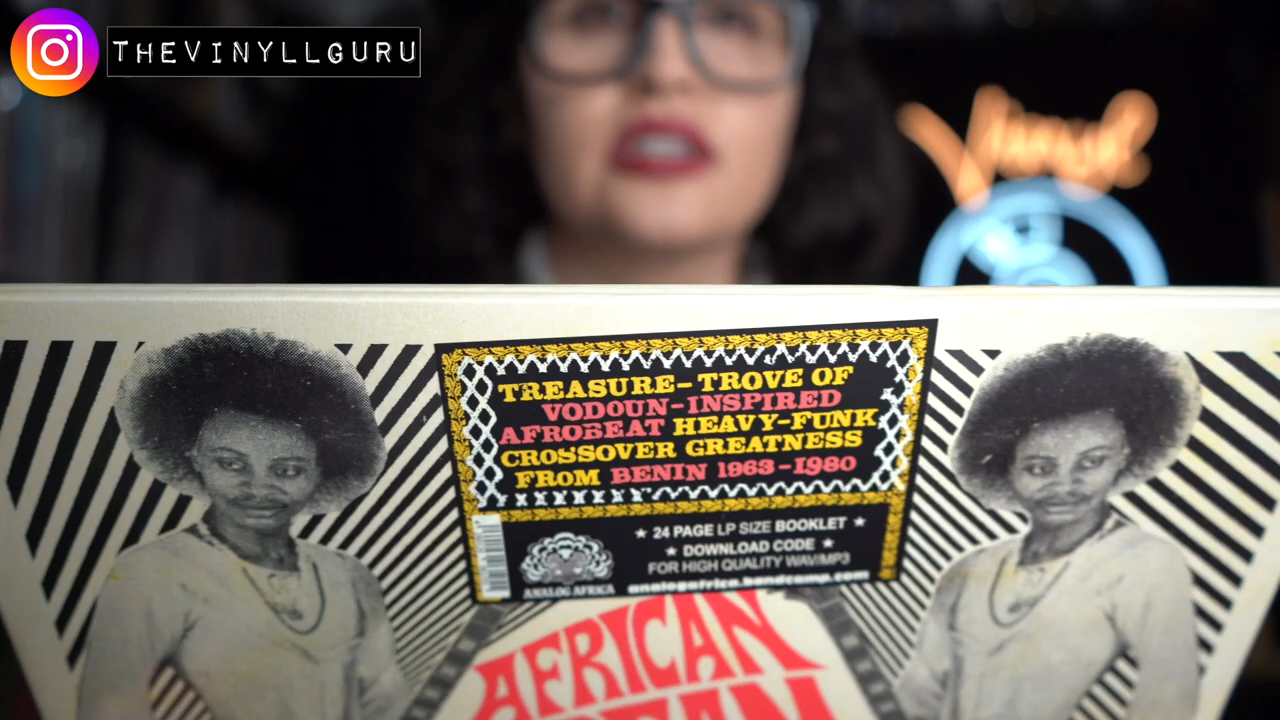 THEVINYLLGURU
Vinyl
TREASURE-TROVE OF
VODOUN-INSPIRED
AFROBEAT HEAVY-FUNK
CROSSOVER GREATNESS
FROM BENIN 1963-1980
★ 24 PAGE LP SIZE BOOKLET ★
★ DOWNLOAD CODE ★
FOR HIGH QUALITY WAV/MP3
ANALOG AFRICA
analogafrica.bandcamp.com
AFRICAN